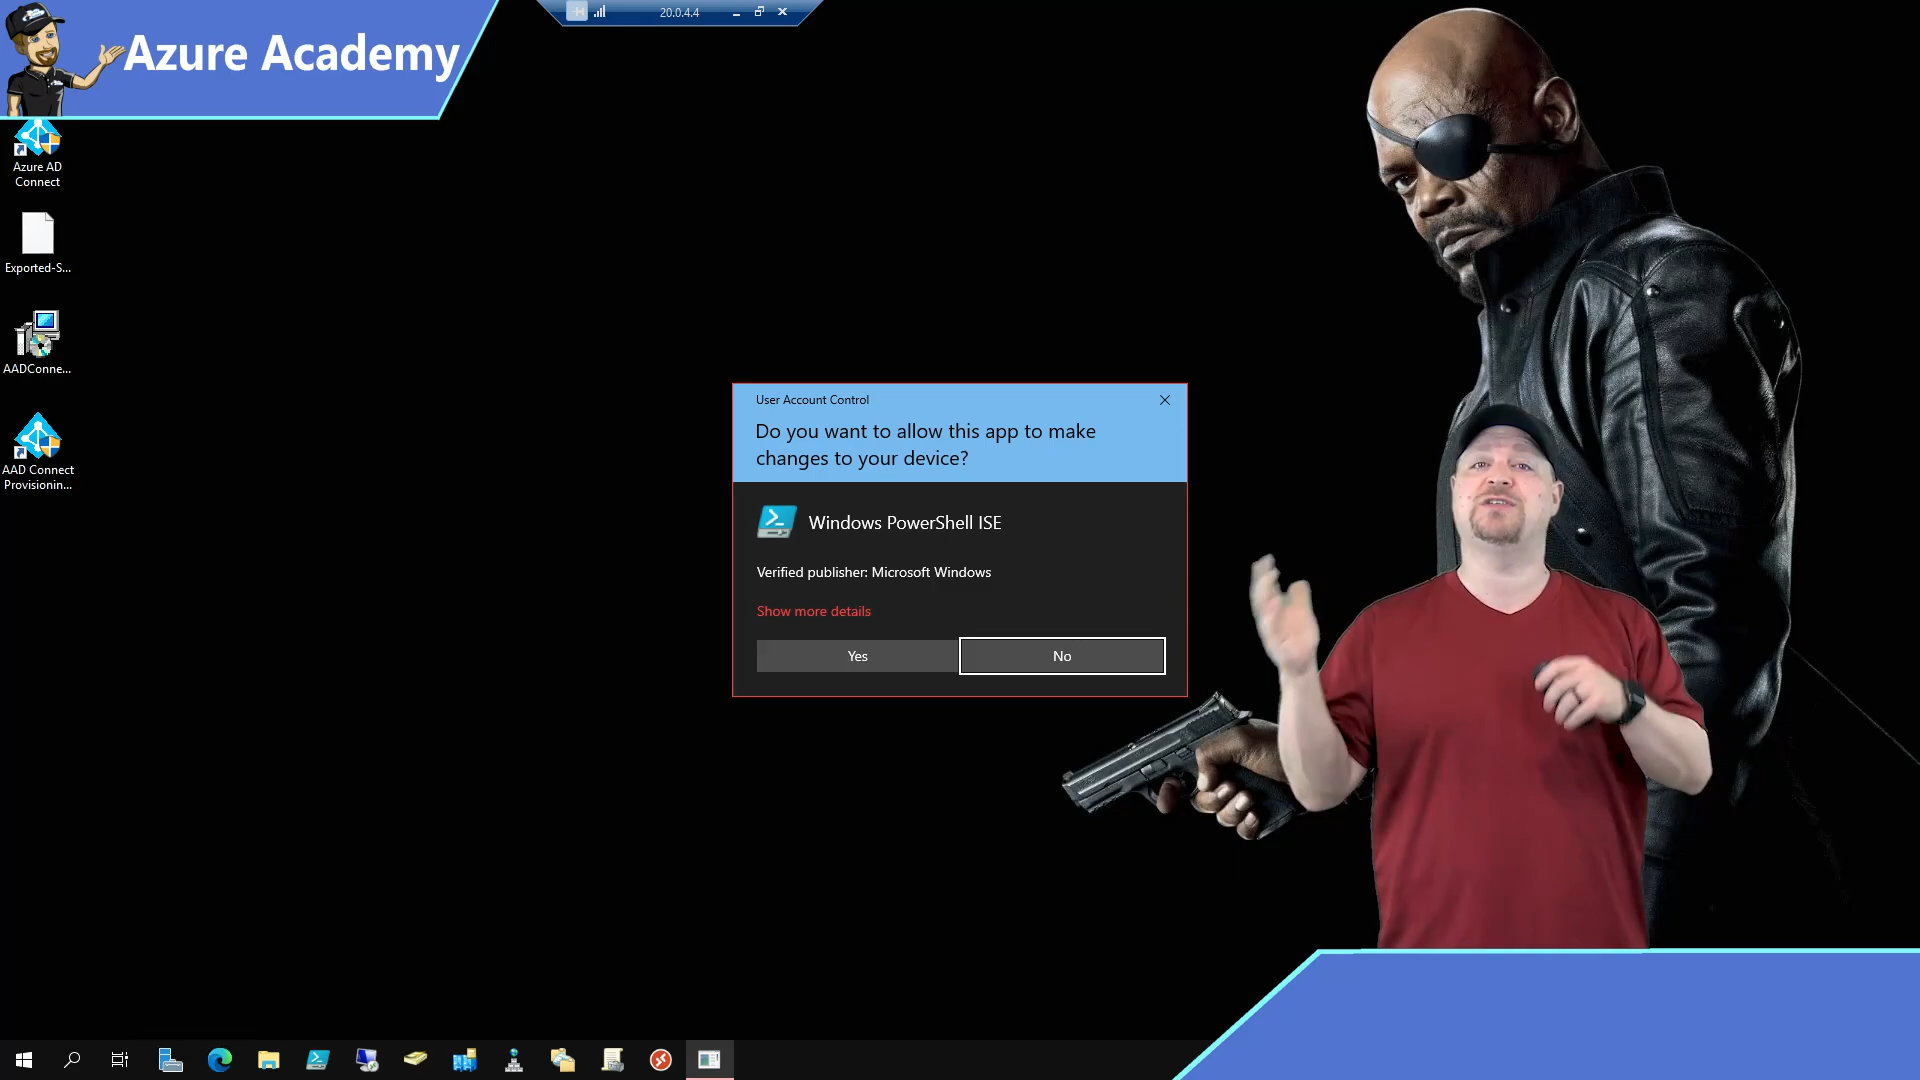 Azure Academy
20.0.4.4
Azure AD
Connect
Exported-S...
AADConne...
AAD Connect
Provisionin...
User Account Control
Do you want to allow this app to make
changes to your device?
Windows PowerShell ISE
Verified publisher: Microsoft Windows
Show more details
Yes
No